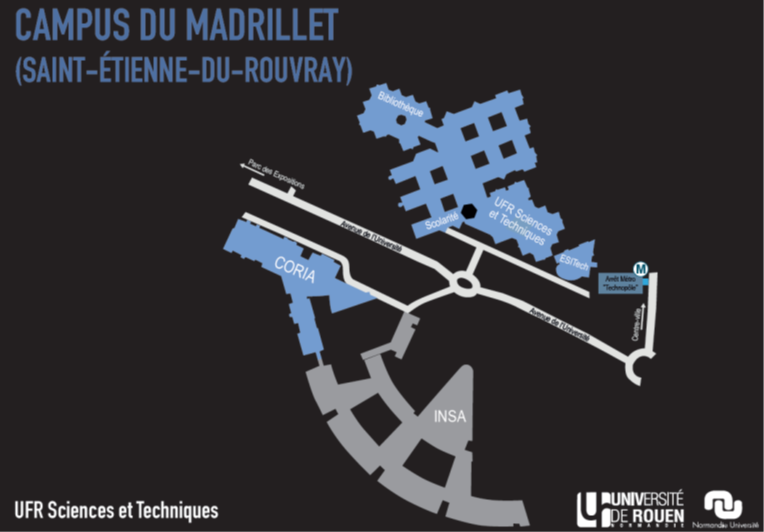 CAMPUS DU MADRILLET
(SAINT-ÉTIENNE-DU-ROUVRAY)
Bibliothèque
Parc des Expositions
Avenue de l'Université
Scolarité
UFR Sciences
et Techniques
ESITech
M
Arrêt Métro
"Technopôle"
CORIA
Avenue de l'Université
Centre-ville
INSA
UFR Sciences et Techniques
UNIVERSITÉ
DE ROUEN
NORMANDIE
Normandie Université